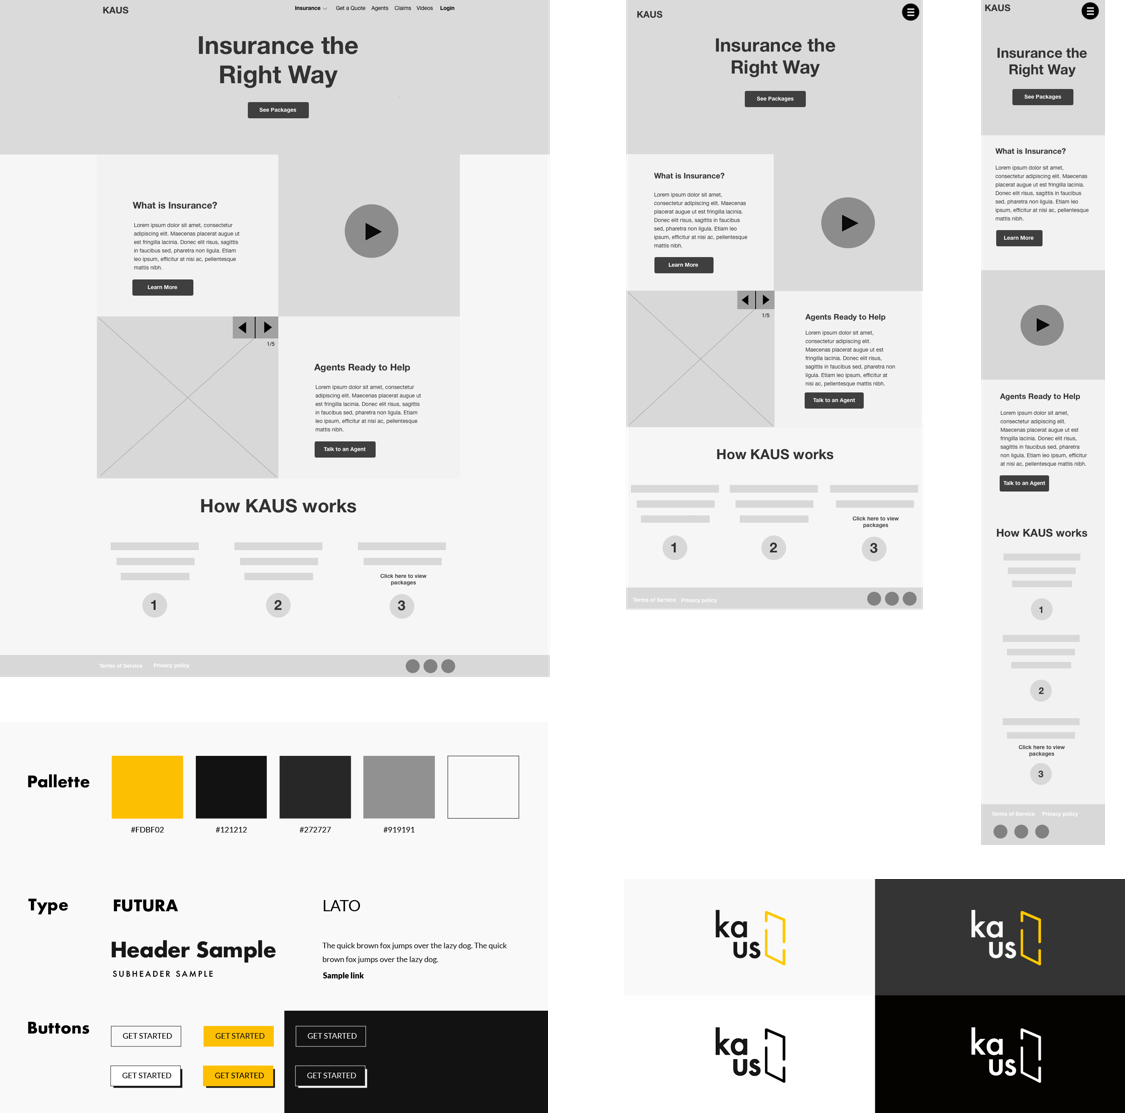 KAUS
Insurance
Get a Quote
Agents
Claims
Videos
Login
Insurance the
Right Way
See Packages
What is Insurance?
Lorem ipsum dolor sit amet, consectetur
adipiscing elit. Maecenas placerat augue ut
est fringilla lacinia. Donec elit risus, sagittis
in faucibus sed, pharetra non ligula. Etiam
leo ipsum, efficitur at nisi ac, pellentesque
mattis nibh.
Learn More
1/5
Agents Ready to Help
Lorem ipsum dolor sit amet, consectetur
adipiscing elit. Maecenas placerat augue ut
est fringilla lacinia. Donec elit risus, sagittis
in faucibus sed, pharetra non ligula. Etiam
leo ipsum, efficitur at nisi ac, pellentesque
mattis nibh.
Talk to an Agent
How KAUS works
Click here to view
packages
1
2
3
Terms of Service
Privacy policy
KAUS
Insurance the
Right Way
See Packages
What is Insurance?
Lorem ipsum dolor sit amet,
consectetur adipiscing elit. Maecenas
placerat augue ut est fringilla lacinia.
Donec elit risus, sagittis in faucibus
sed, pharetra non ligula. Etiam leo
ipsum, efficitur at nisi ac, pellentesque
mattis nibh.
Learn More
1/5
Agents Ready to Help
Lorem ipsum dolor sit amet,
consectetur adipiscing elit.
Maecenas placerat augue ut est
fringilla lacinia. Donec elit risus,
sagittis in faucibus sed, pharetra non
ligula. Etiam leo ipsum, efficitur at
nisi ac, pellentesque mattis nibh.
Talk to an Agent
How KAUS works
Click here to view
packages
1
2
3
Terms of Service
Privacy policy
KAUS
Insurance the
Right Way
See Packages
What is Insurance?
Lorem ipsum dolor sit amet,
consectetur adipiscing elit. Maecenas
placerat augue ut est fringilla lacinia.
Donec elit risus, sagittis in faucibus
sed, pharetra non ligula. Etiam leo
ipsum, efficitur at nisi ac, pellentesque
mattis nibh.
Learn More
Agents Ready to Help
Lorem ipsum dolor sit amet,
consectetur adipiscing elit.
Maecenas placerat augue ut est
fringilla lacinia. Donec elit risus,
sagittis in faucibus sed, pharetra non
ligula. Etiam leo ipsum, efficitur at
nisi ac, pellentesque mattis nibh.
Talk to an Agent
How KAUS works
1
2
Click here to view
packages
3
Terms of Service
Privacy policy
Pallette
#FDBF02
#121212
#272727
#919191
Type
FUTURA
LATO
Header Sample
SUBHEADER SAMPLE
The quick brown fox jumps over the lazy dog. The quick
brown fox jumps over the lazy dog.
Sample link
Buttons
GET STARTED
GET STARTED
GET STARTED
GET STARTED
GET STARTED
GET STARTED
ka
us
ka
us
ka
us
ka
us